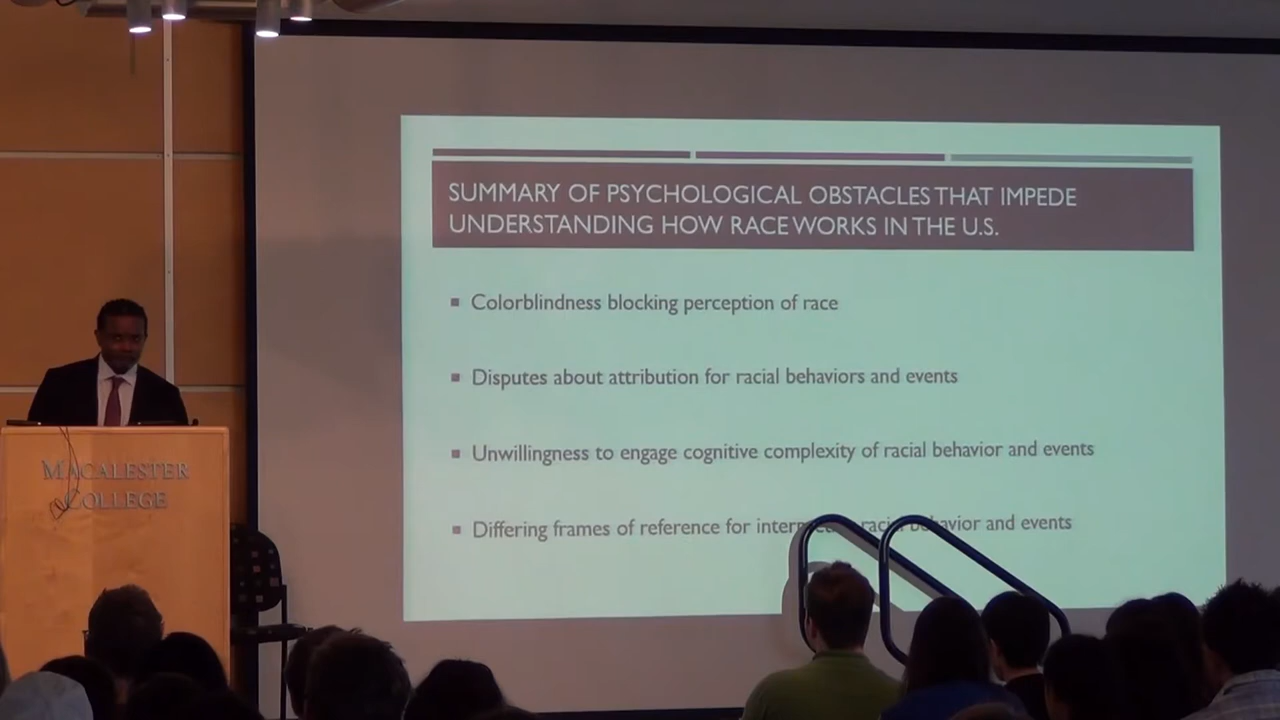 SUMMARY OF PSYCHOLOGICAL OBSTACLES THAT IMPEDE
UNDERSTANDING HOW RACE WORKS IN THE U.S.
Colorblindness blocking perception of race
Disputes about attribution for racial behaviors and events
Unwillingness to engage cognitive complexity of racial behavior and events
Differing frames of reference for behavior and events
MACALESTER
COLLEGE